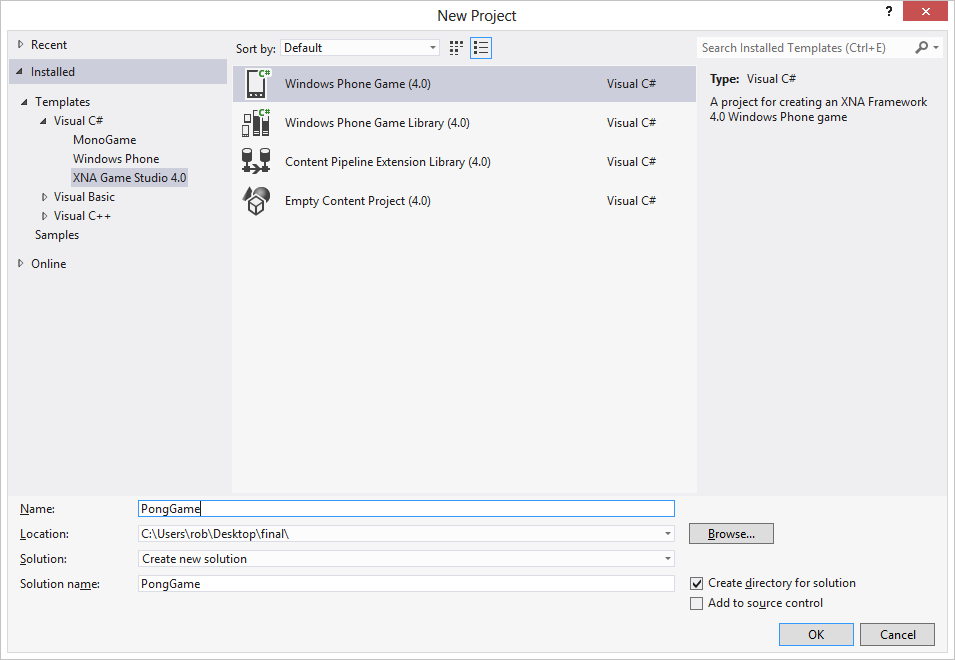 New Project
?
Recent
Installed
Templates
Visual C#
MonoGame
Windows Phone
XNA Game Studio 4.0
Visual Basic
Visual C++
Samples
Online
Sort by: Default
C# Windows Phone Game (4.0) Visual C#
C# Windows Phone Game Library (4.0) Visual C#
Content Pipeline Extension Library (4.0) Visual C#
Empty Content Project (4.0) Visual C#
Search Installed Templates (Ctrl+E)
Type: Visual C#
A project for creating an XNA Framework
4.0 Windows Phone game
Name: PongGame
Location: C:\Users\rob\Desktop\final\ Browse...
Solution: Create new solution
Solution name: PongGame
Create directory for solution
Add to source control
OK Cancel